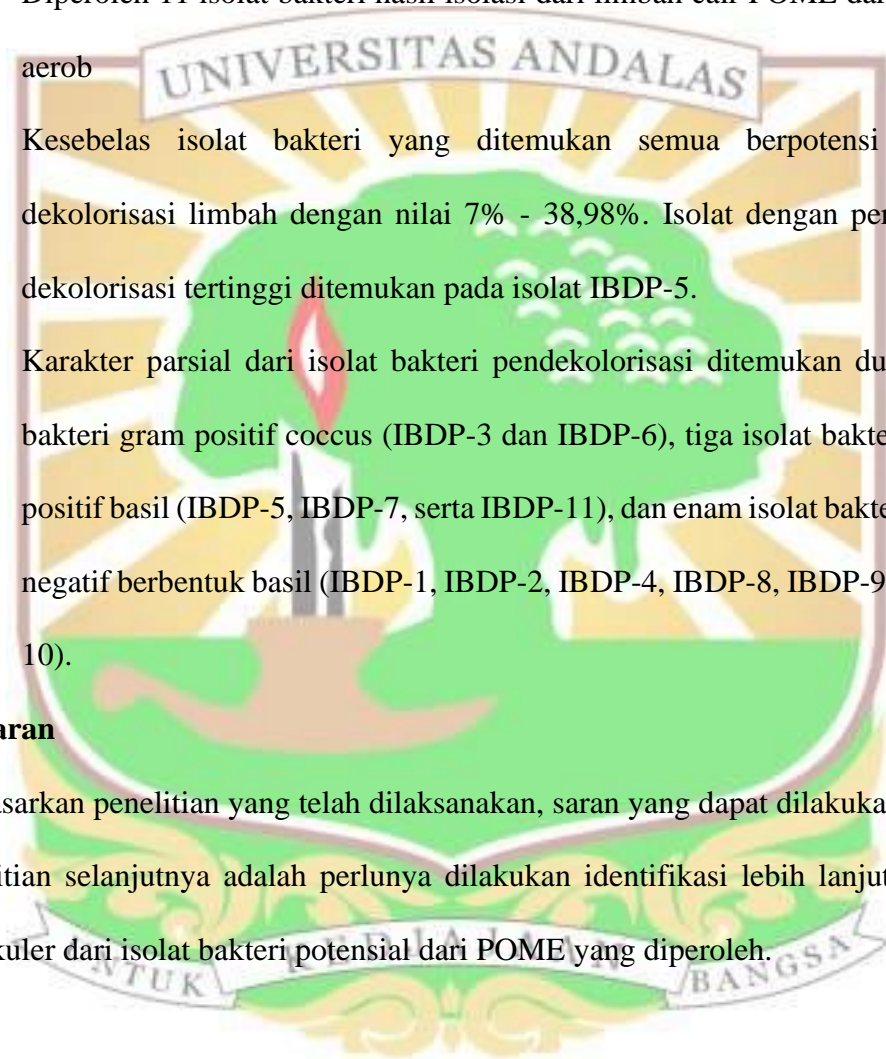 Diperoleh 11 isolat bakteri hasil isolasi dari limbah cair POME dar
UNIVERSITAS ANDALAS
aerob
Kesebelas isolat bakteri yang ditemukan semua berpotensi
dekolorisasi limbah dengan nilai 7% - 38,98%. Isolat dengan per
dekolorisasi tertinggi ditemukan pada isolat IBDP-5.
Karakter parsial dari isolat bakteri pendekolorisasi ditemukan du
bakteri gram positif coccus (IBDP-3 dan IBDP-6), tiga isolat bakte
positif basil (IBDP-5, IBDP-7, serta IBDP-11), dan enam isolat bakte
negatif berbentuk basil (IBDP-1, IBDP-2, IBDP-4, IBDP-8, IBDP-9
10).
aran
asarkan penelitian yang telah dilaksanakan, saran yang dapat dilakuka
itian selanjutnya adalah perlunya dilakukan identifikasi lebih lanjut
kuler dari isolat bakteri potensial dari POME yang diperoleh.
NTUK KEDJAJAAN BANGSA